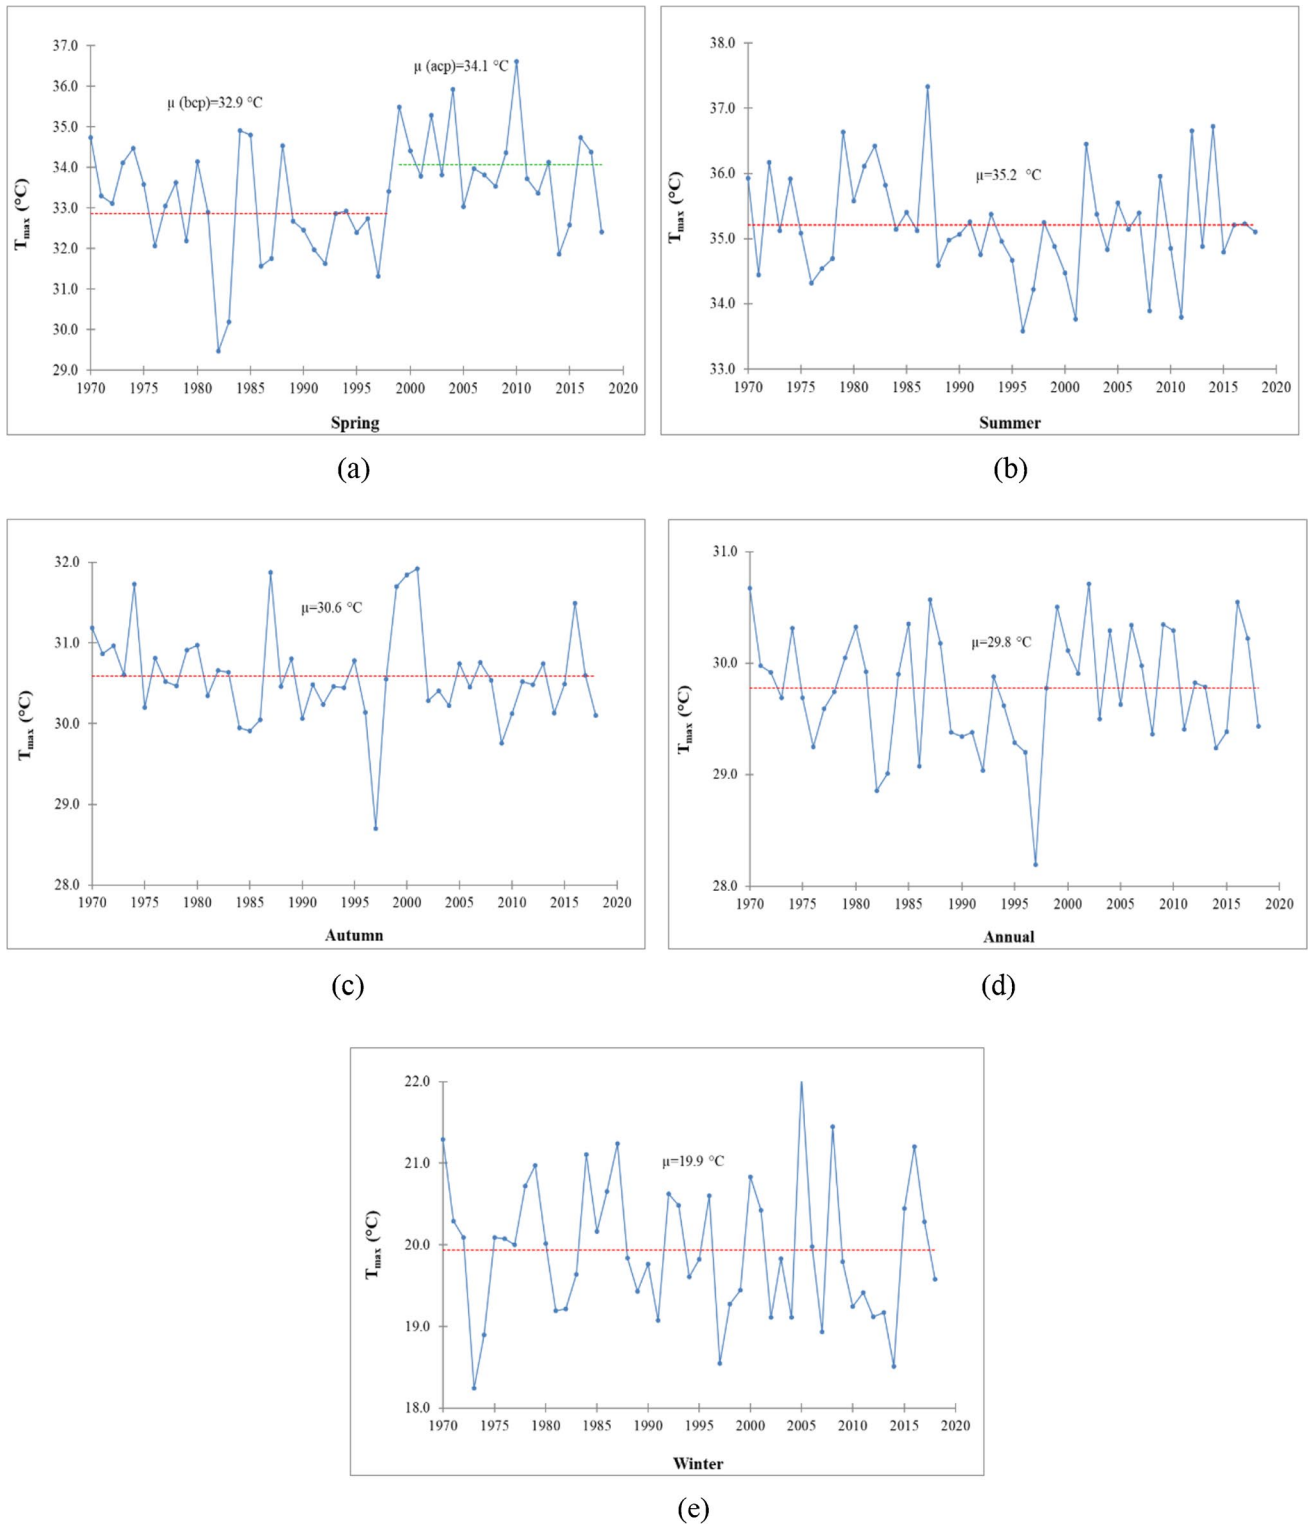 37.0
36.0
35.0
34.0
33.0
32.0
31.0
30.0
29.0
Tmax (°C)
μ (bcp)=32.9 °C
μ (acp)=34.1 °C
1970 1975 1980 1985 1990 1995 2000 2005 2010 2015 2020
Spring
(a)
38.0
37.0
36.0
35.0
34.0
33.0
Tmax (°C)
μ=35.2 °C
1970 1975 1980 1985 1990 1995 2000 2005 2010 2015 2020
Summer
(b)
32.0
31.0
30.0
29.0
28.0
Tmax (°C)
μ=30.6 °C
1970 1975 1980 1985 1990 1995 2000 2005 2010 2015 2020
Autumn
(c)
31.0
30.0
29.0
28.0
Tmax (°C)
μ=29.8 °C
1970 1975 1980 1985 1990 1995 2000 2005 2010 2015 2020
Annual
(d)
22.0
21.0
20.0
19.0
18.0
Tmax (°C)
μ=19.9 °C
1970 1975 1980 1985 1990 1995 2000 2005 2010 2015 2020
Winter
(e)